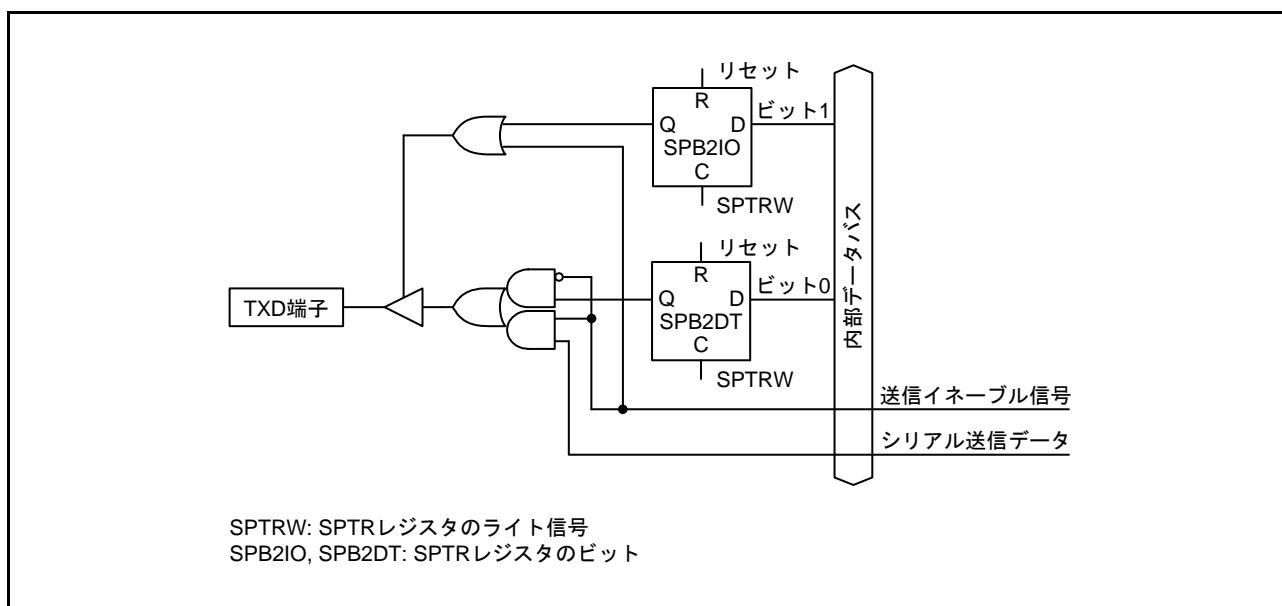 リセット
R
ビット1
Q D
SPB2IO
C
SPTRW
リセット
R
ビット0
Q D
SPB2DT
C
SPTRW
TXD端子
内部データバス
送信イネーブル信号
シリアル送信データ
SPTRW: SPTRレジスタのライト信号
SPB2IO, SPB2DT: SPTRレジスタのビット